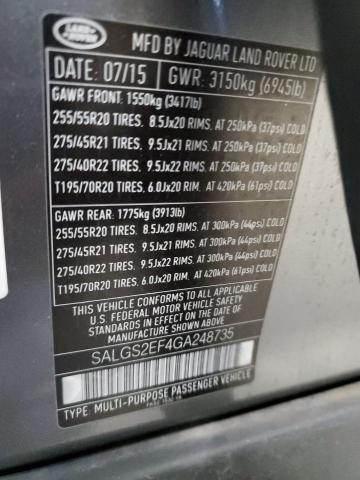 LAND
ROVER
MFD BY JAGUAR LAND ROVER LTD
DATE: 07/15 GWR: 3150kg (6945lb)
GAWR FRONT: 1550kg (3417lb)
255/55R20 TIRES. 8.5Jx20 RIMS. AT 250kPa (37psi) COLD
275/45R21 TIRES. 9.5Jx21 RIMS. AT 250kPa (37psi) COLD
275/40R22 TIRES. 9.5Jx22 RIMS. AT 250kPa (37psi) COLD
T195/70R20 TIRES. 6.0Jx20 RIM. AT 420kPa (61psi) COLD
GAWR REAR: 1775kg (3913lb)
255/55R20 TIRES. 8.5Jx20 RIMS. AT 300kPa (44psi) COLD
275/45R21 TIRES. 9.5Jx21 RIMS. AT 300kPa (44psi) COLD
275/40R22 TIRES. 9.5Jx22 RIMS. AT 300kPa (44psi) COLD
T195/70R20 TIRES. 6.0Jx20 RIM. AT 420kPa (61psi) COLD
THIS VEHICLE CONFORMS TO ALL APPLICABLE
U.S. FEDERAL MOTOR VEHICLE SAFETY
STANDARDS IN EFFECT ON THE DATE OF
MANUFACTURE SHOWN ABOVE.
SALGS2EF4GA248735
TYPE: MULTI-PURPOSE PASSENGER VEHICLE